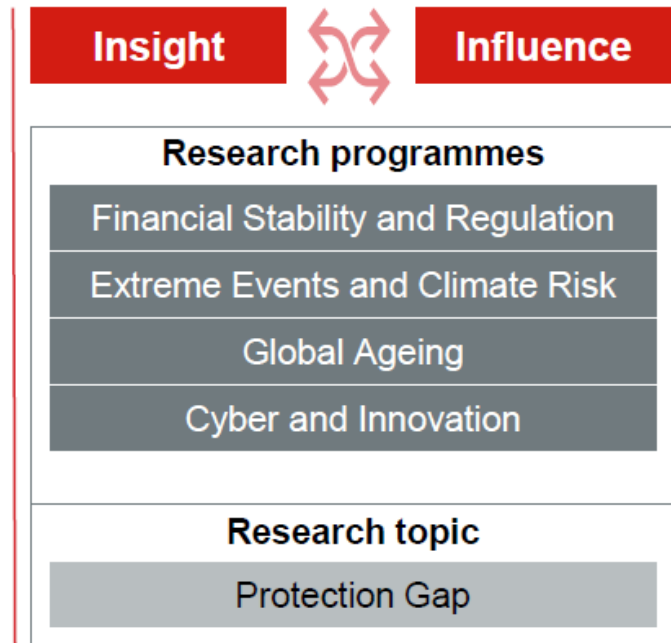 Insight
Influence
Research programmes
Financial Stability and Regulation
Extreme Events and Climate Risk
Global Ageing
Cyber and Innovation
Research topic
Protection Gap